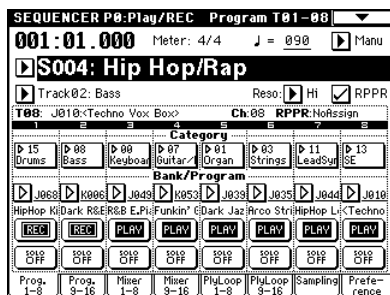 SEQUENCER P0:Play/REC Program T01-08
001:01.000 Meter: 4/4 ♩ = 090 Manu
S004: Hip Hop/Rap
Track02: Bass Reso: Hi RPPR
T08: J010:<Techno Vox Box> Ch:08 RPPR:NoAssign
1 2 3 4 5 6 7 8
Category
15 08 00 07 01 03 11 13
Drums Bass Keyboar Guitar/ Organ Strings LeadSyn SE
Bank/Program
J068 K006 J049 K053 J039 J035 J044 J010
HipHop Ki Dark R&E R&B E.Pi Funkin' G Dark Jaz Arco Stri HipHop L <Techno
REC REC PLAY PLAY PLAY PLAY PLAY PLAY
SOLO OFF SOLO OFF SOLO OFF SOLO OFF SOLO OFF SOLO OFF SOLO OFF SOLO OFF
Prog. 1-8 Prog. 9-16 Mixer 1-8 Mixer 9-16 PlyLoop 1-8 PlyLoop 9-16 Sampling Prefe-rence